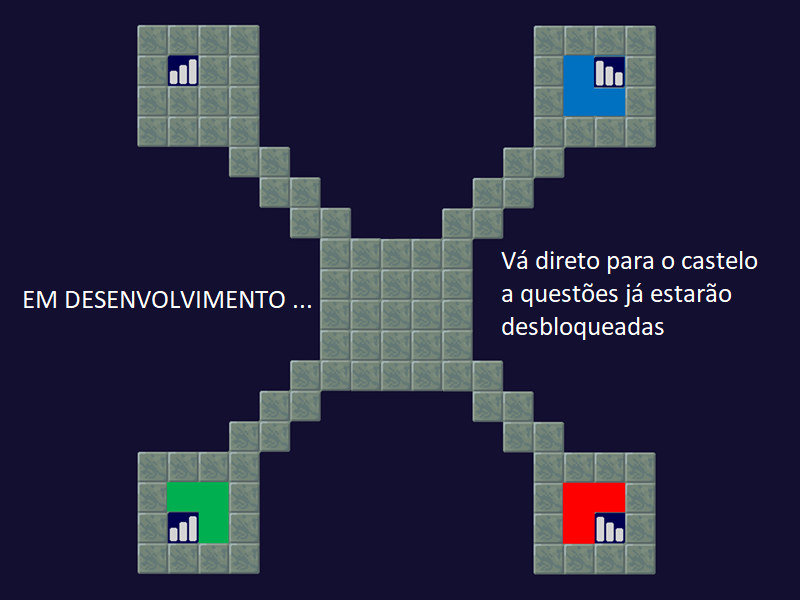 EM DESENVOLVIMENTO ...
Vá direto para o castelo
a questões já estarão
desbloqueadas